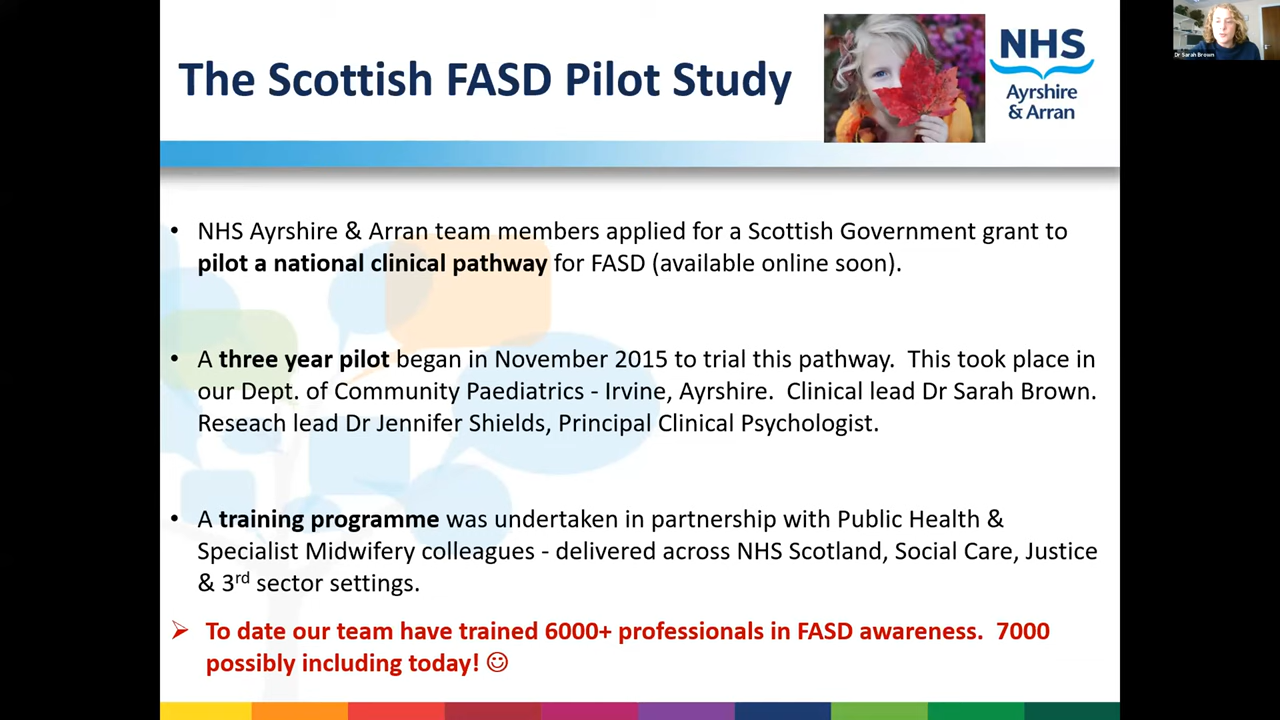 The Scottish FASD Pilot Study
NHS
Ayrshire
& Arran
Dr Sarah Brown
• NHS Ayrshire & Arran team members applied for a Scottish Government grant to
pilot a national clinical pathway for FASD (available online soon).
• A three year pilot began in November 2015 to trial this pathway.  This took place in
our Dept. of Community Paediatrics - Irvine, Ayrshire.  Clinical lead Dr Sarah Brown.
Reseach lead Dr Jennifer Shields, Principal Clinical Psychologist.
• A training programme was undertaken in partnership with Public Health &
Specialist Midwifery colleagues - delivered across NHS Scotland, Social Care, Justice
& 3rd sector settings.
➢ To date our team have trained 6000+ professionals in FASD awareness.  7000
possibly including today! ☺